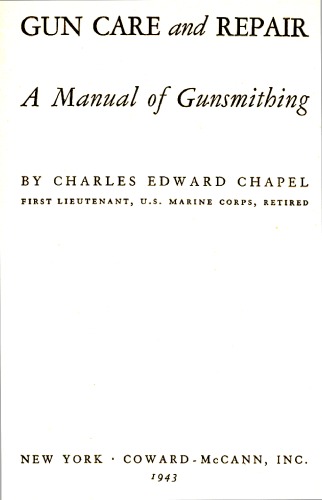 GUN CARE and REPAIR
A Manual of Gunsmithing
BY CHARLES EDWARD CHAPEL
FIRST LIEUTENANT, U.S. MARINE CORPS, RETIRED
NEW YORK · COWARD-McCANN, INC.
1943